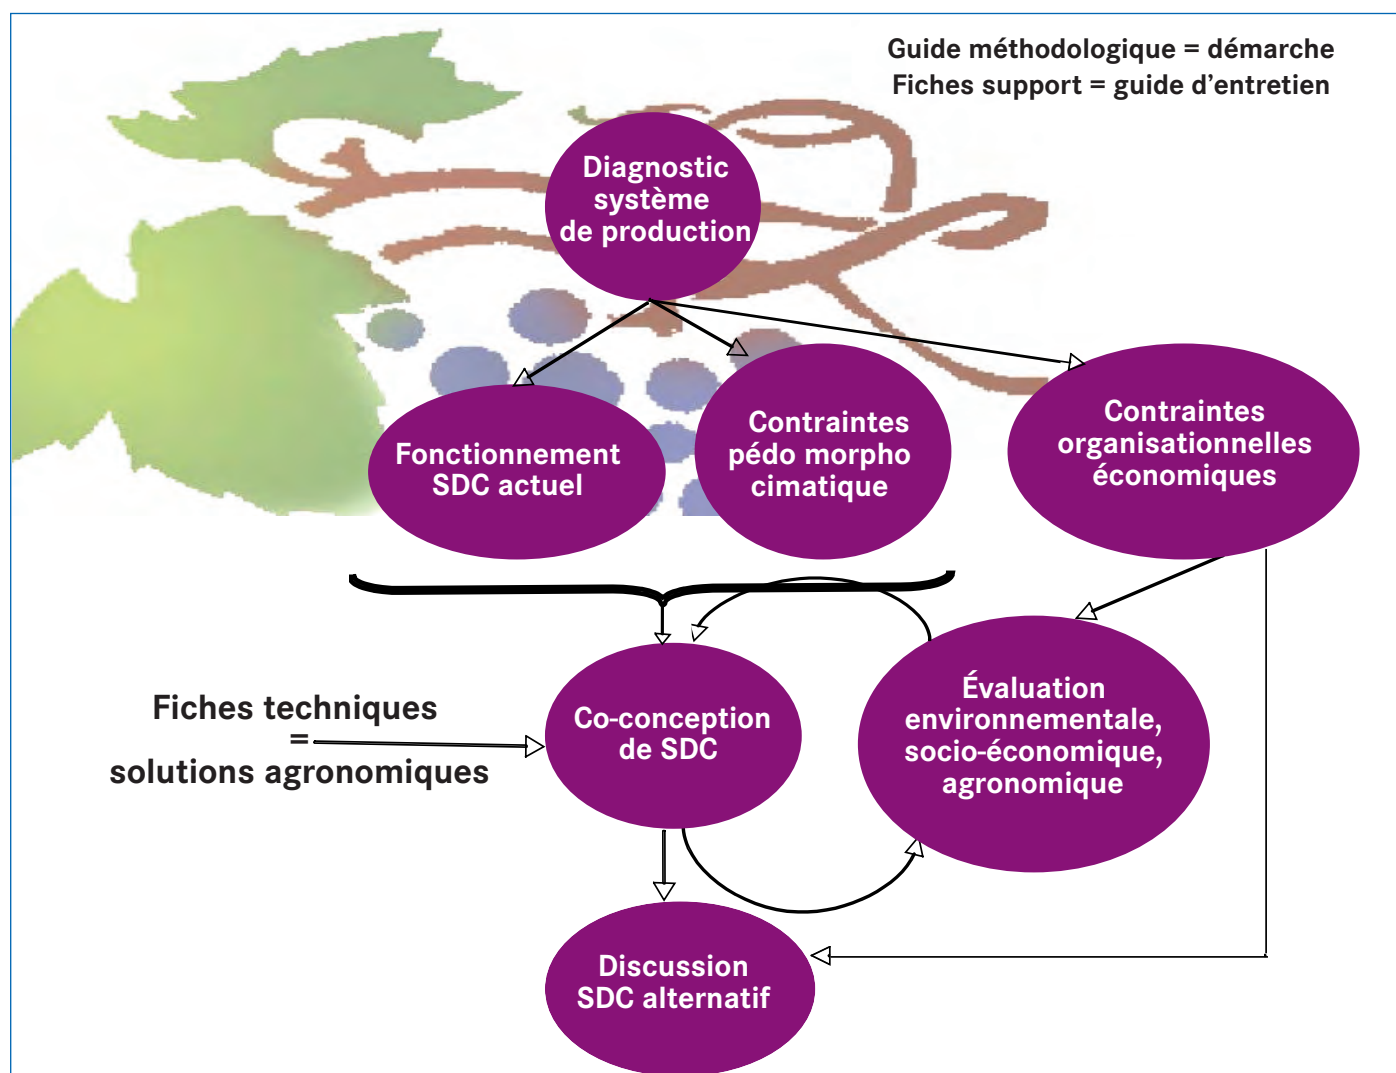 Guide méthodologique = démarche
Fiches support = guide d’entretien
Diagnostic
système
de production
Fonctionnement
SDC actuel
Contraintes
pédo morpho
cimatique
Contraintes
organisationnelles
économiques
Fiches techniques
=
solutions agronomiques
Co-conception
de SDC
Évaluation
environnementale,
socio-économique,
agronomique
Discussion
SDC alternatif